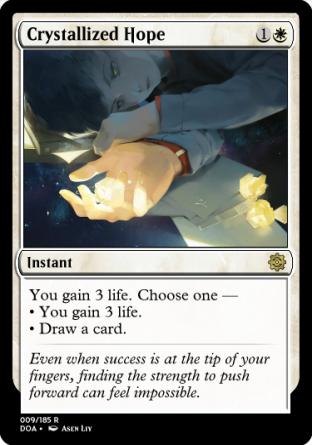 Crystallized Hope 1
Instant
You gain 3 life. Choose one —
• You gain 3 life.
• Draw a card.
Even when success is at the tip of your
fingers, finding the strength to push
forward can feel impossible.
009/185 R
DOA • Asen Liy